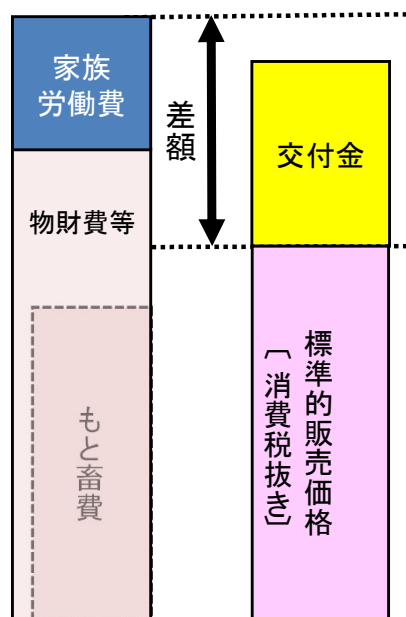 家族
労働費
差額
交付金
物財費等
標準的販売価格
〔消費税抜き〕
もと畜費